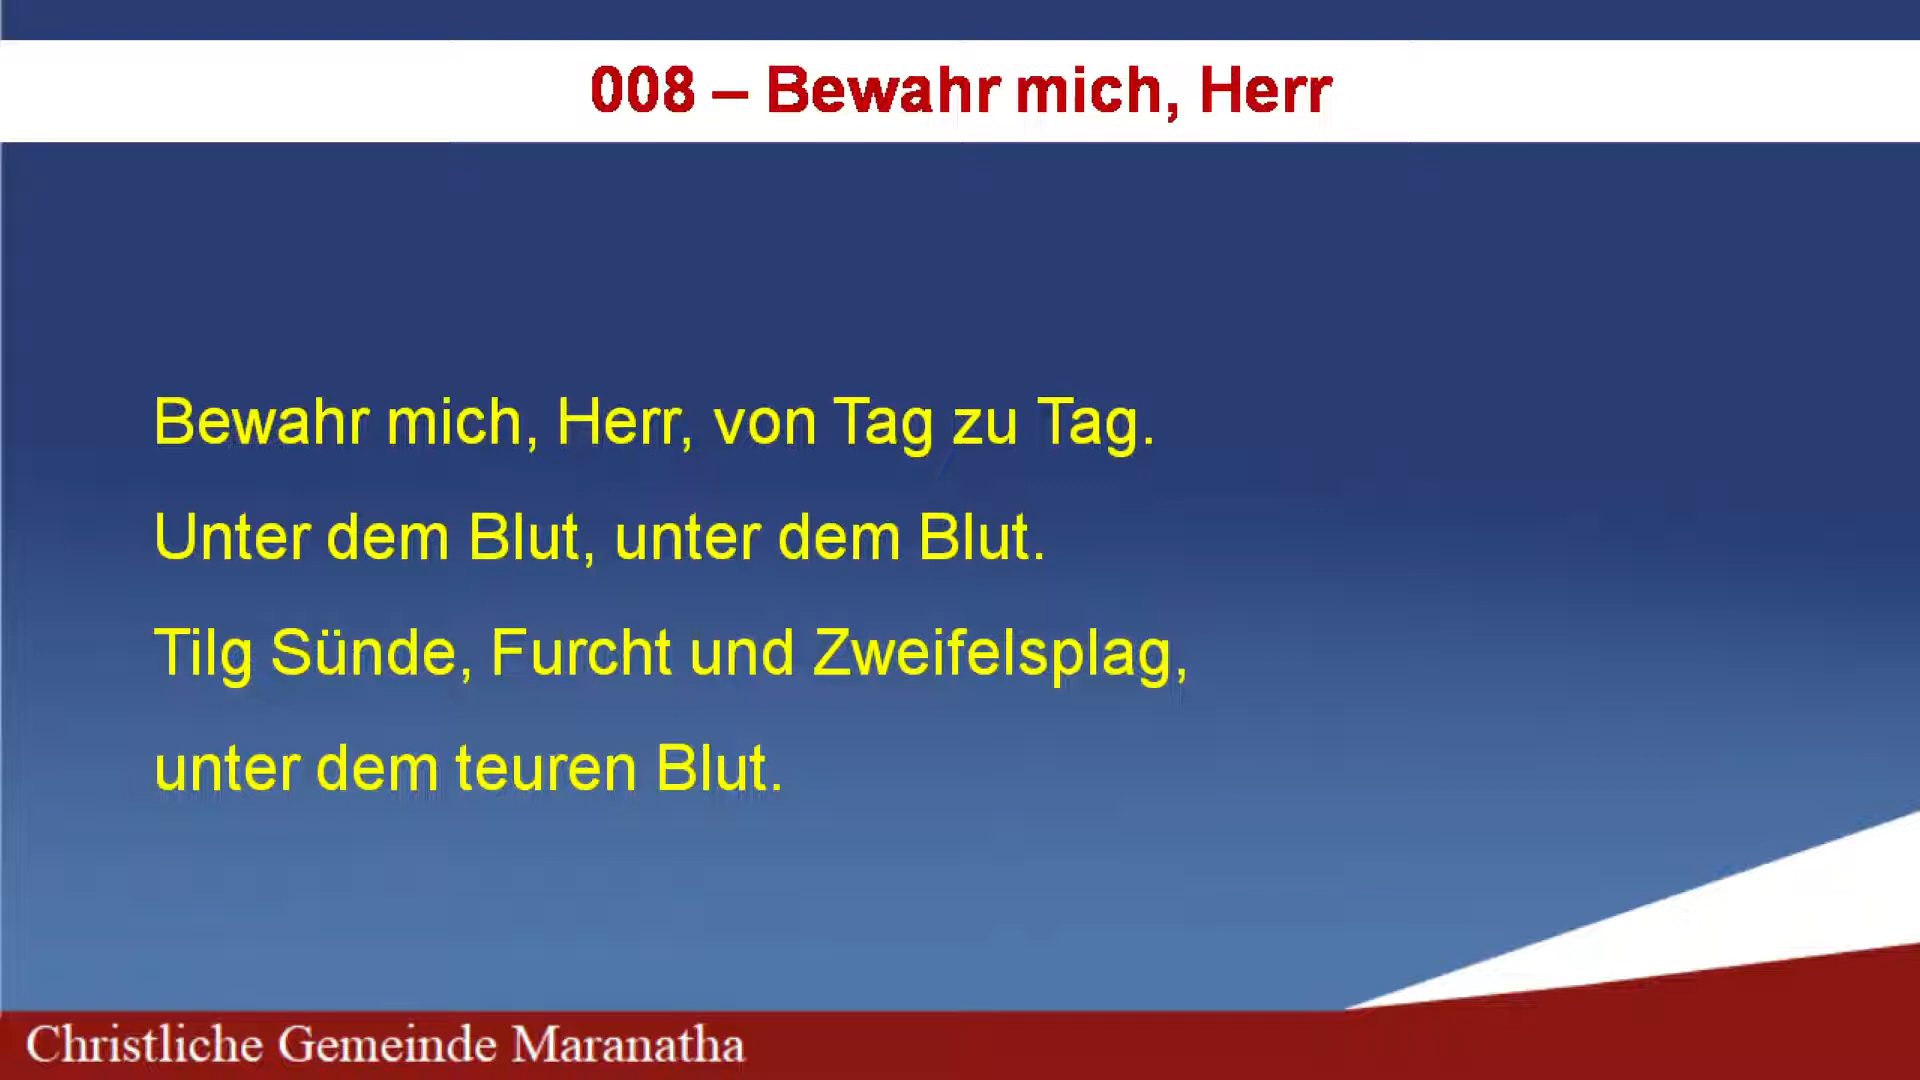 008 – Bewahr mich, Herr
Bewahr mich, Herr, von Tag zu Tag.
Unter dem Blut, unter dem Blut.
Tilg Sünde, Furcht und Zweifelsplag,
unter dem teuren Blut.
Christliche Gemeinde Maranatha